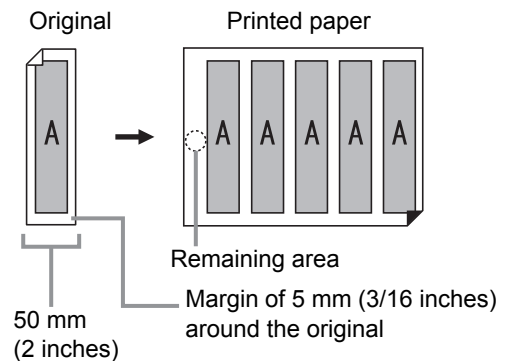 Original
Printed paper
A
A A A A A
Remaining area
Margin of 5 mm (3/16 inches)
around the original
50 mm
(2 inches)